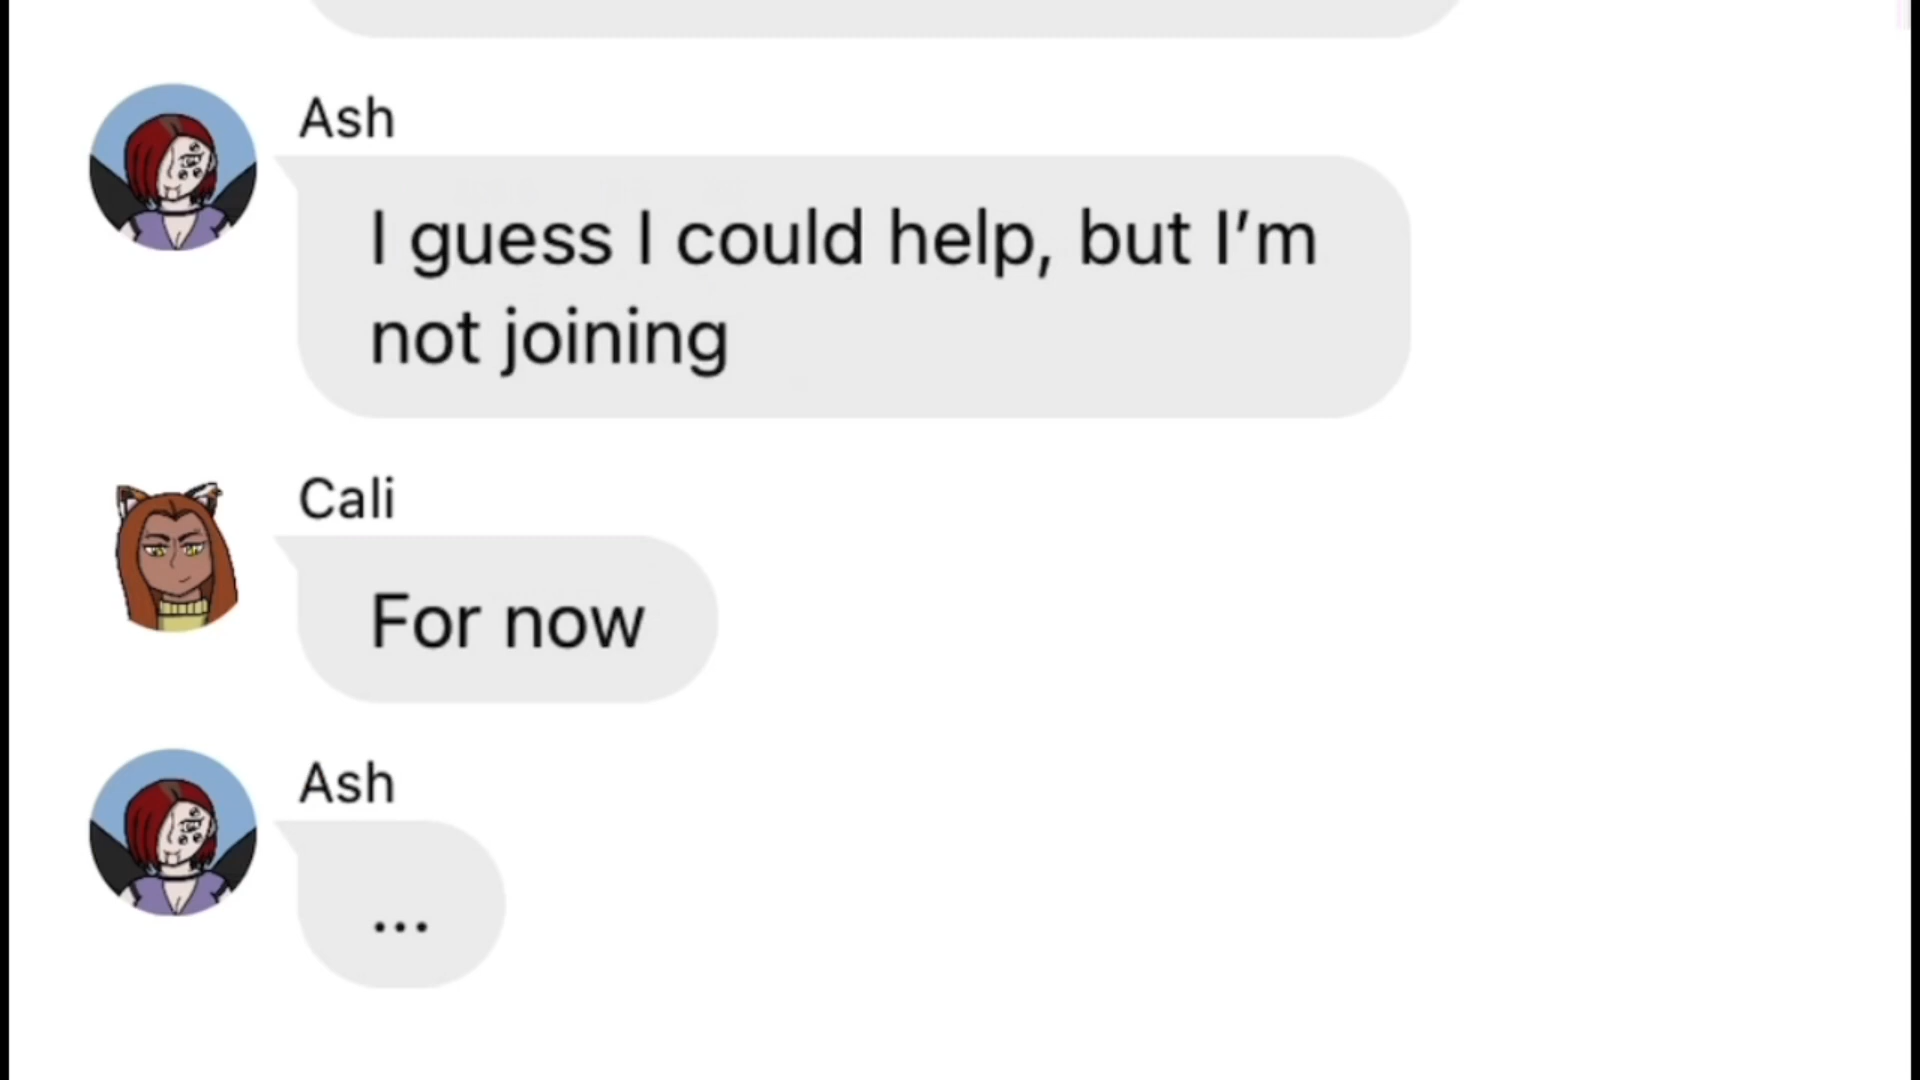 Ash
I guess I could help, but I’m
not joining
Cali
For now
Ash
...